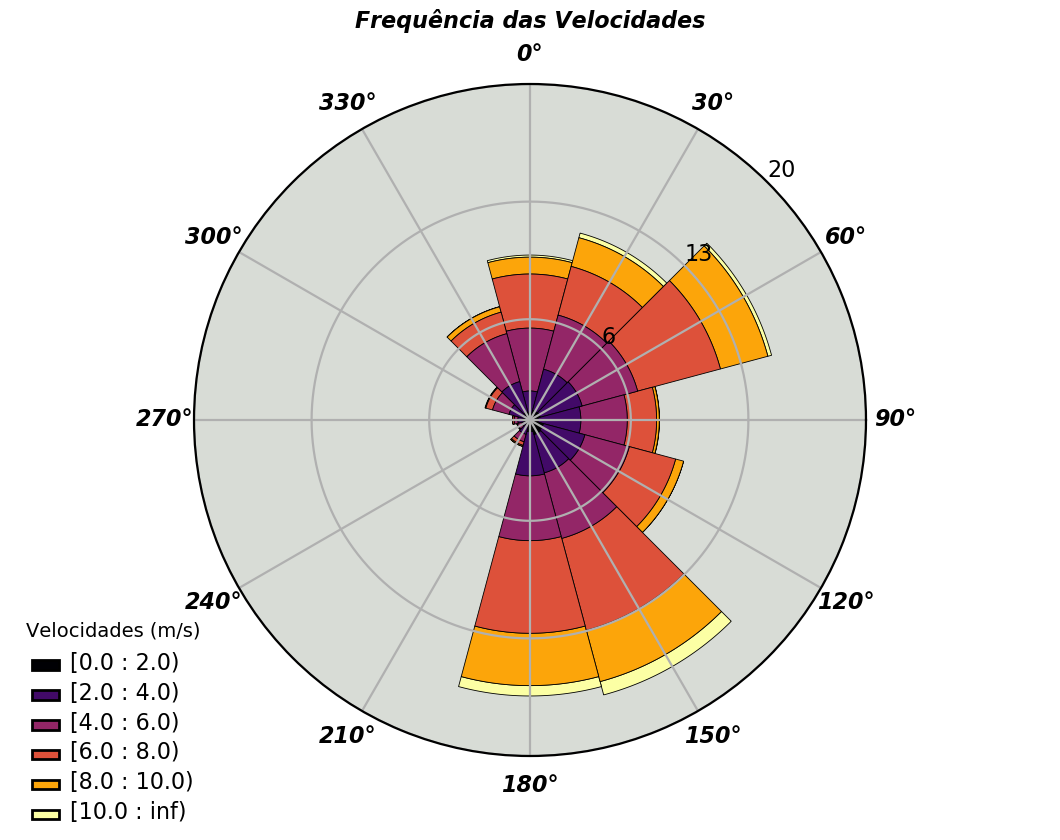 Frequência das Velocidades
0°
330°
30°
20
300°
60°
13
6
270°
90°
240°
120°
210°
150°
180°
Velocidades (m/s)
[0.0 : 2.0)
[2.0 : 4.0)
[4.0 : 6.0)
[6.0 : 8.0)
[8.0 : 10.0)
[10.0 : inf)